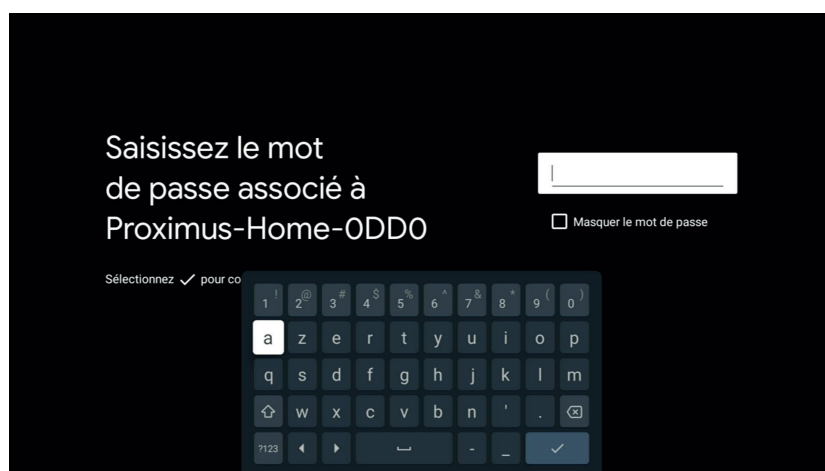 Saisissez le mot
de passe associé à
Proximus-Home-0DD0
Masquer le mot de passe
Sélectionnez ✓ pour co
1 ! 2 @ 3 # 4 $ 5 % 6 ^ 7 & 8 * 9 ( 0 )
a z e r t y u i o p
q s d f g h j k l m
w x c v b n ' .
?123 - _